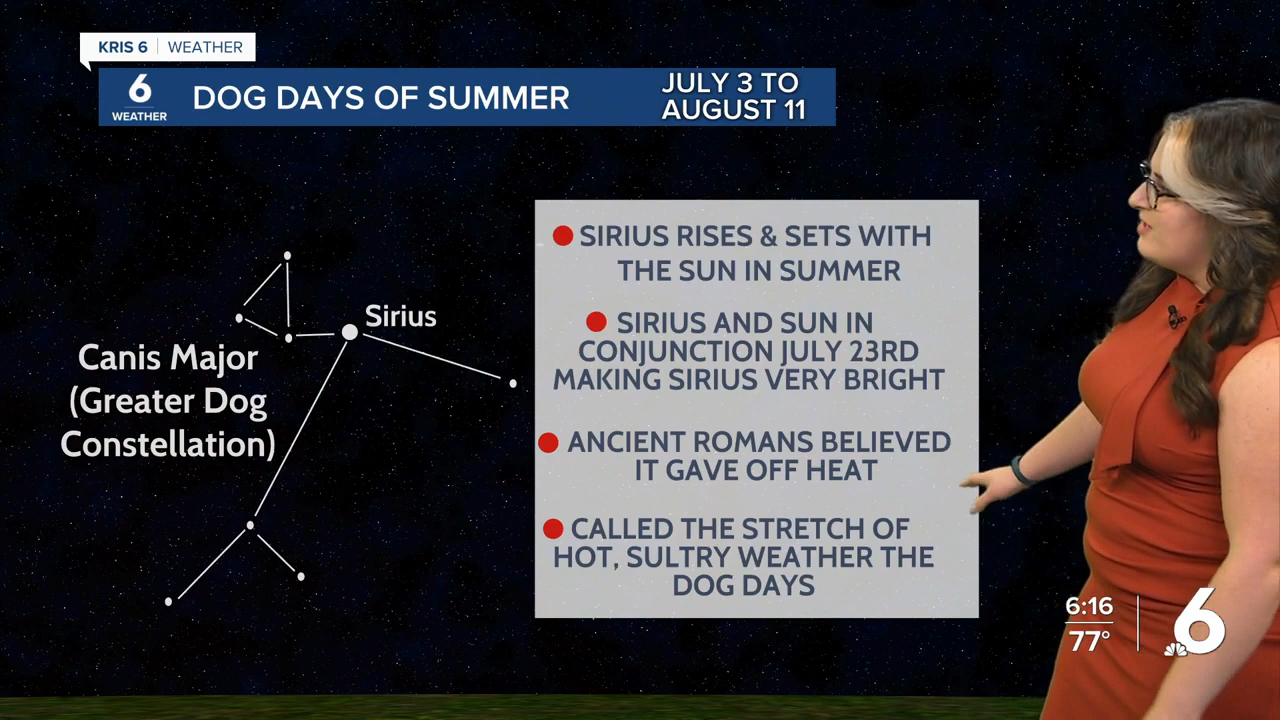 KRIS 6 | WEATHER
6
WEATHER
DOG DAYS OF SUMMER
JULY 3 TO
AUGUST 11
Sirius
Canis Major
(Greater Dog
Constellation)
SIRIUS RISES & SETS WITH
THE SUN IN SUMMER
SIRIUS AND SUN IN
CONJUNCTION JULY 23RD
MAKING SIRIUS VERY BRIGHT
ANCIENT ROMANS BELIEVED
IT GAVE OFF HEAT
CALLED THE STRETCH OF
HOT, SULTRY WEATHER THE
DOG DAYS
6:16
77°
6